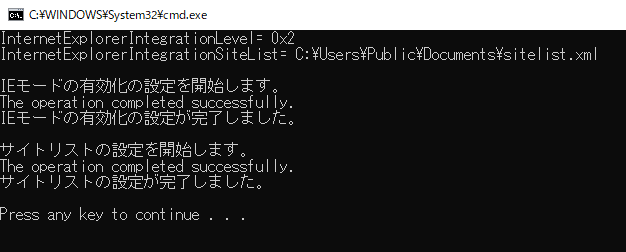 C:¥WINDOWS¥System32¥cmd.exe
InternetExplorerIntegrationLevel= 0x2
InternetExplorerIntegrationSiteList= C:¥Users¥Public¥Documents¥sitelist.xml
IEモードの有効化の設定を開始します。
The operation completed successfully.
IEモードの有効化の設定が完了しました。
サイトリストの設定を開始します。
The operation completed successfully.
サイトリストの設定が完了しました。
Press any key to continue . . .